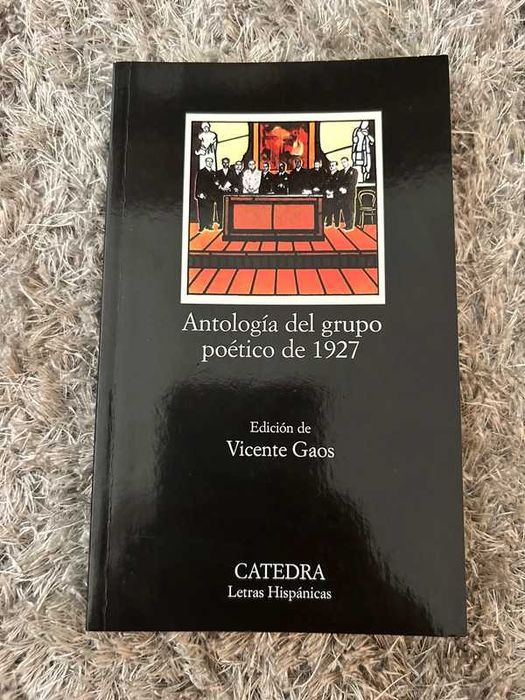 Antología del grupo
poético de 1927
Edición de
Vicente Gaos
CATEDRA
Letras Hispánicas